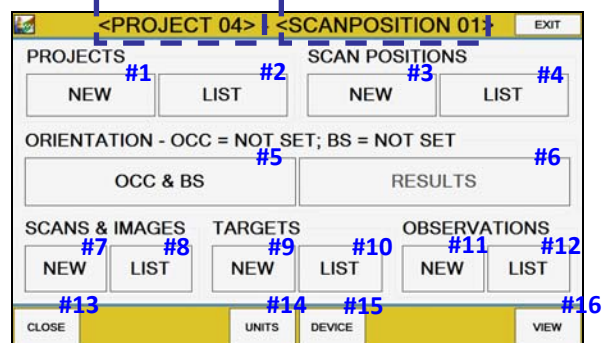 <PROJECT 04> - <SCANPOSITION 01> EXIT
PROJECTS SCAN POSITIONS
#1 #2 #3 #4
NEW LIST NEW LIST
ORIENTATION - OCC = NOT SET; BS = NOT SET
#5 #6
OCC & BS RESULTS
SCANS & IMAGES TARGETS OBSERVATIONS
#7 #8 #9 #10 #11 #12
NEW LIST NEW LIST NEW LIST
#13 #14 #15 #16
CLOSE UNITS DEVICE VIEW